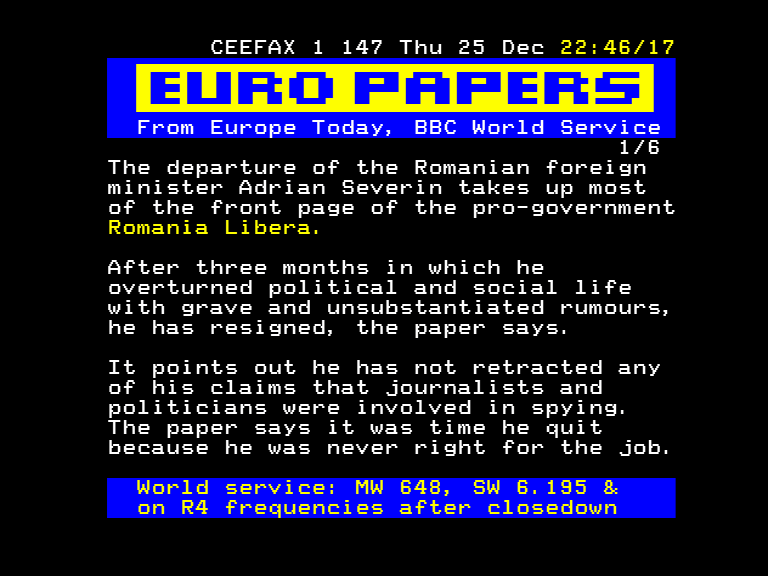 CEEFAX 1 147 Thu 25 Dec 22:46/17
EURO PAPERS
From Europe Today, BBC World Service
1/6
The departure of the Romanian foreign
minister Adrian Severin takes up most
of the front page of the pro-government
Romania Libera.
After three months in which he
overturned political and social life
with grave and unsubstantiated rumours,
he has resigned, the paper says.
It points out he has not retracted any
of his claims that journalists and
politicians were involved in spying.
The paper says it was time he quit
because he was never right for the job.
World service: MW 648, SW 6.195 &
on R4 frequencies after closedown